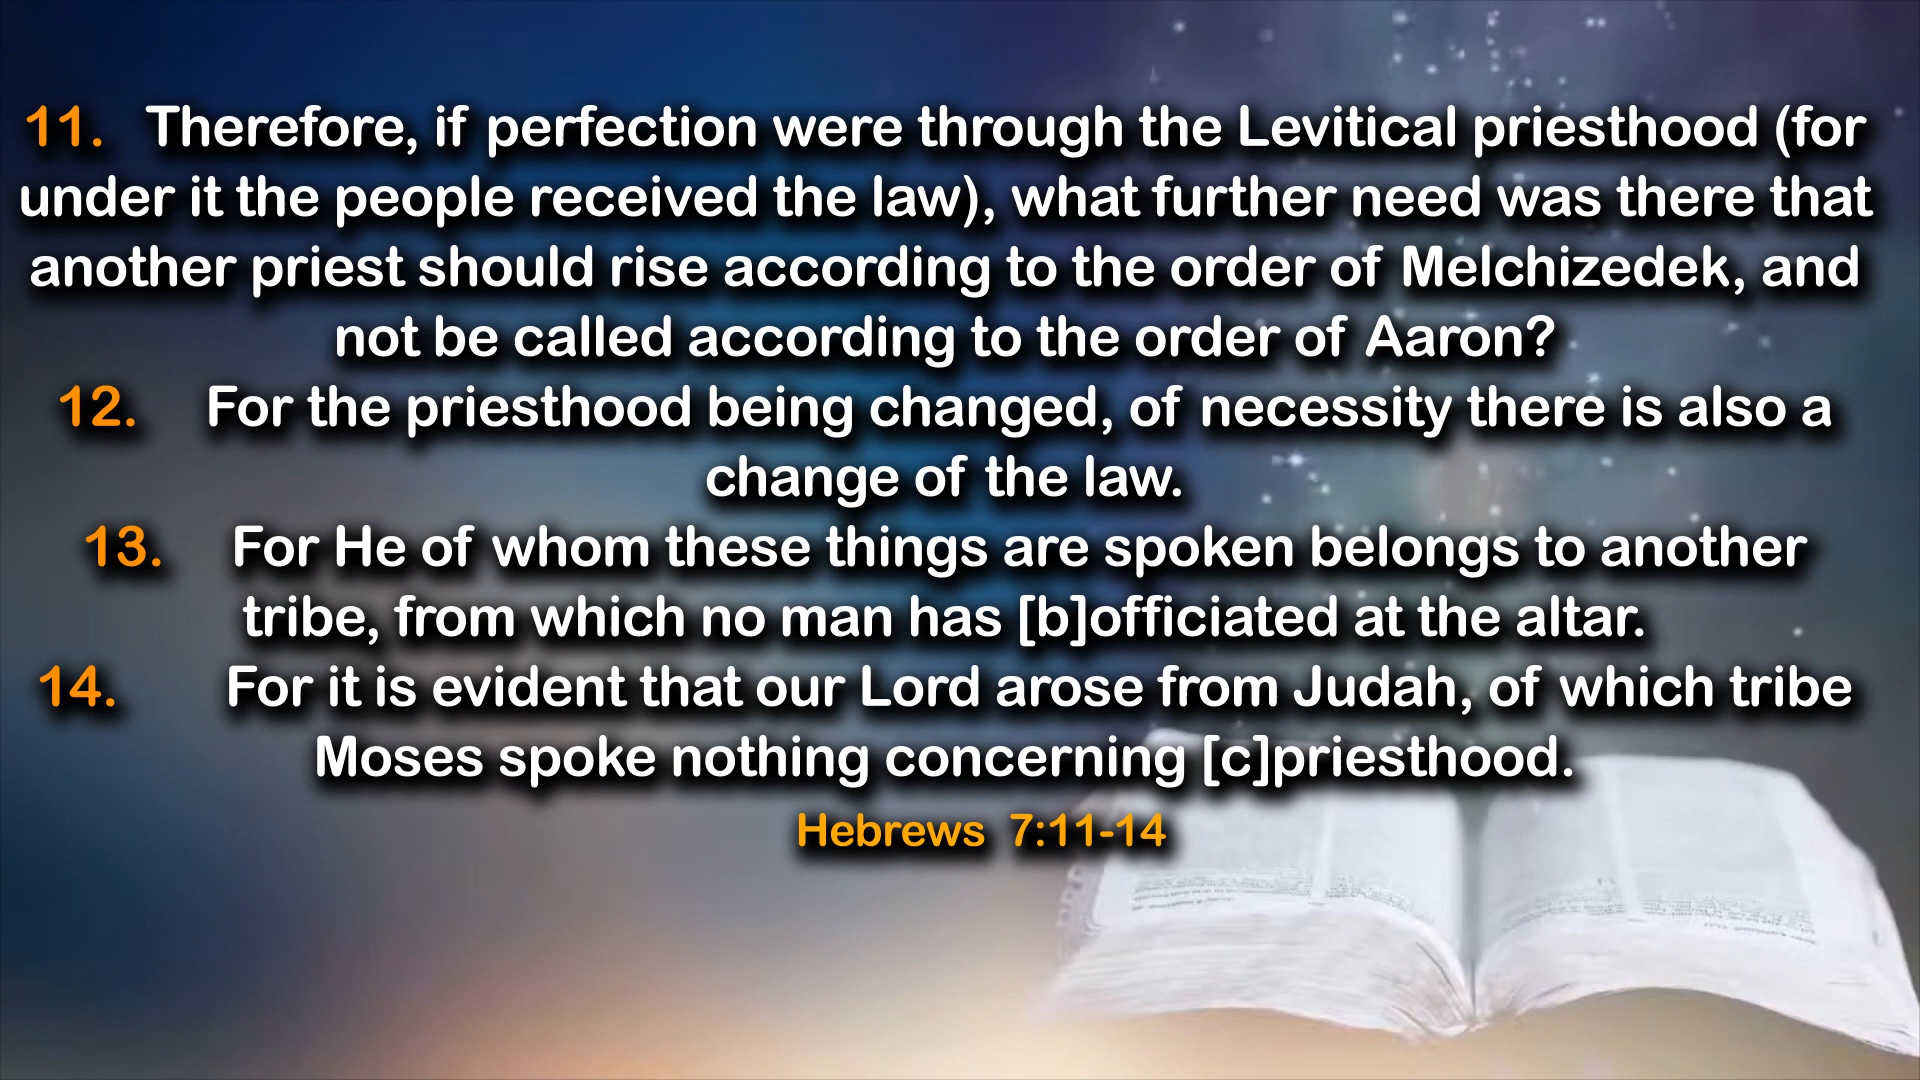 11. Therefore, if perfection were through the Levitical priesthood (for
under it the people received the law), what further need was there that
another priest should rise according to the order of Melchizedek, and
not be called according to the order of Aaron?
12. For the priesthood being changed, of necessity there is also a
change of the law.
13. For He of whom these things are spoken belongs to another
tribe, from which no man has [b]officiated at the altar.
14. For it is evident that our Lord arose from Judah, of which tribe
Moses spoke nothing concerning [c]priesthood.
Hebrews 7:11-14